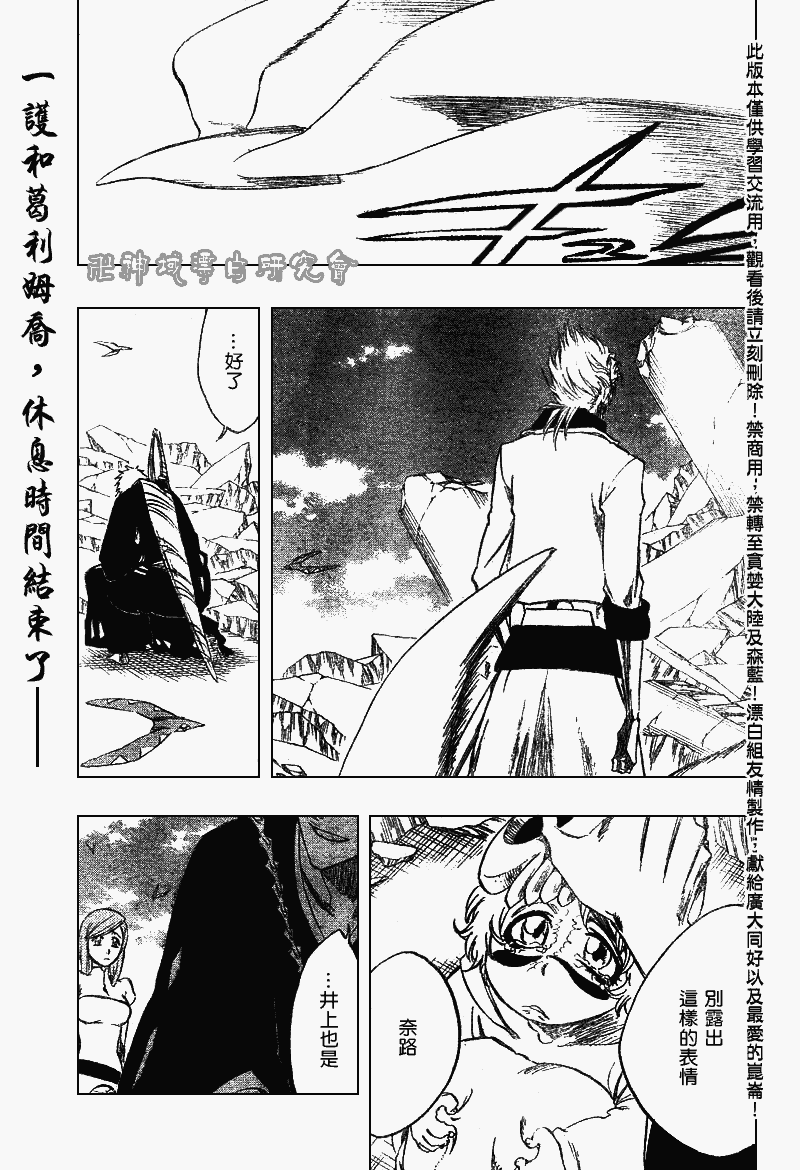 此版本僅供學習交流用，觀看後請立刻刪除！禁商用，禁轉至貪婪大陸及森藍！漂白組友情製作，獻給廣大同好以及最愛的崑崙！
卍神域漂白研究會
…好了
別露出
這樣的表情
奈路
…井上也是
一護和葛利姆喬，休息時間結束了——